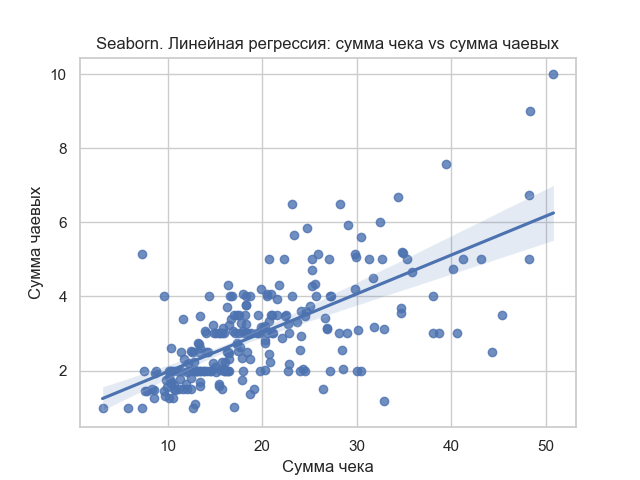 Seaborn. Линейная регрессия: сумма чека vs сумма чаевых
10
8
6
4
2
Сумма чаевых
10 20 30 40 50
Сумма чека